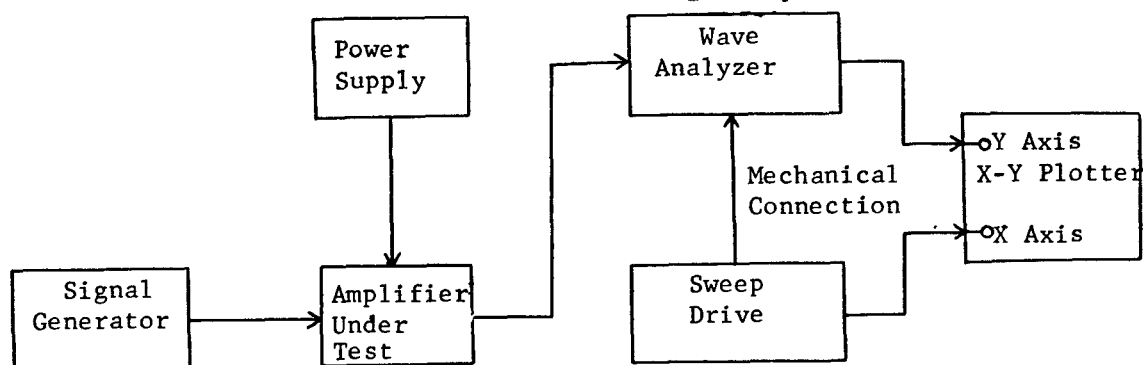 Power
Supply
Wave
Analyzer
Y Axis
X-Y Plotter
X Axis
Mechanical
Connection
Signal
Generator
Amplifier
Under
Test
Sweep
Drive